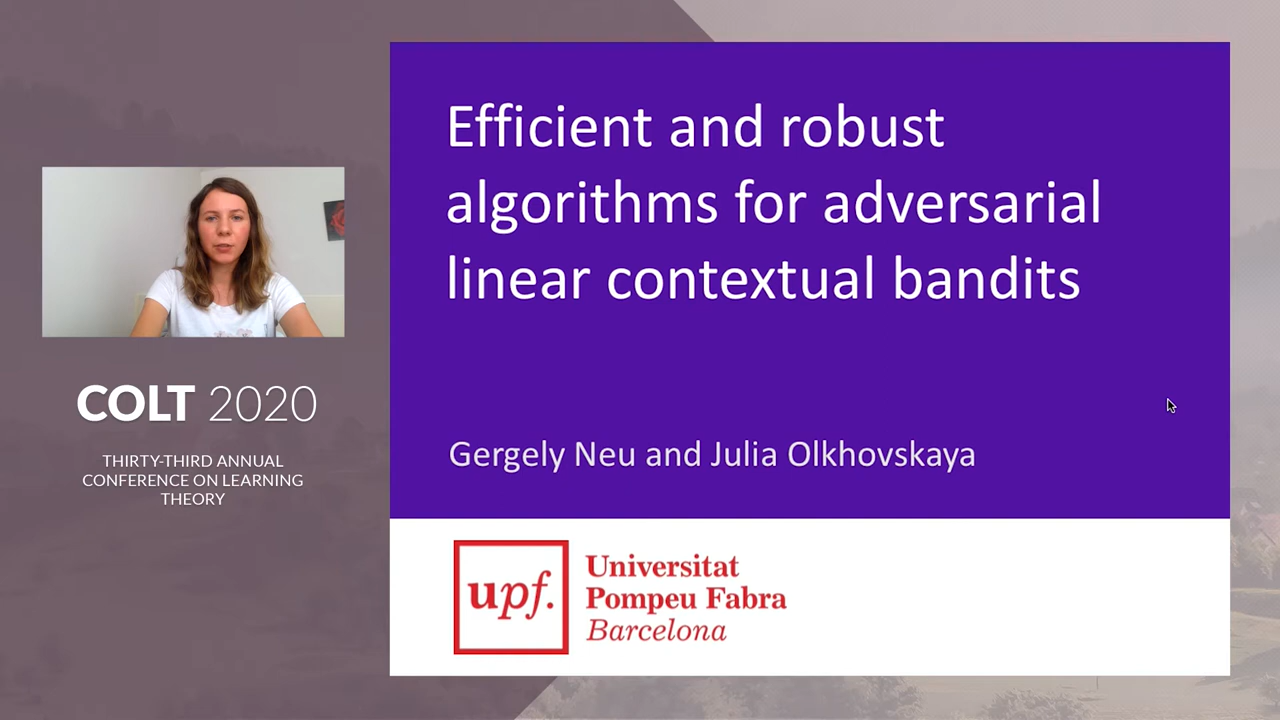 COLT 2020
THIRTY-THIRD ANNUAL
CONFERENCE ON LEARNING
THEORY
Efficient and robust
algorithms for adversarial
linear contextual bandits
Gergely Neu and Julia Olkhovskaya
upf.
Universitat
Pompeu Fabra
Barcelona